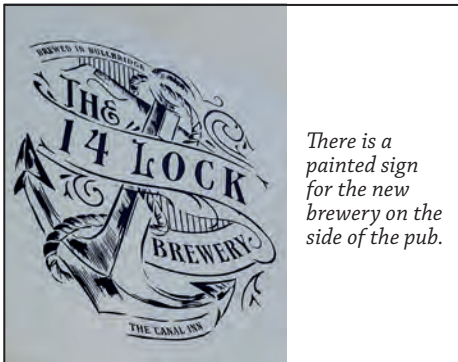 BREWED IN BULLBRIDGE
THE
14 LOCK
BREWERY
THE CANAL INN
There is a
painted sign
for the new
brewery on the
side of the pub.